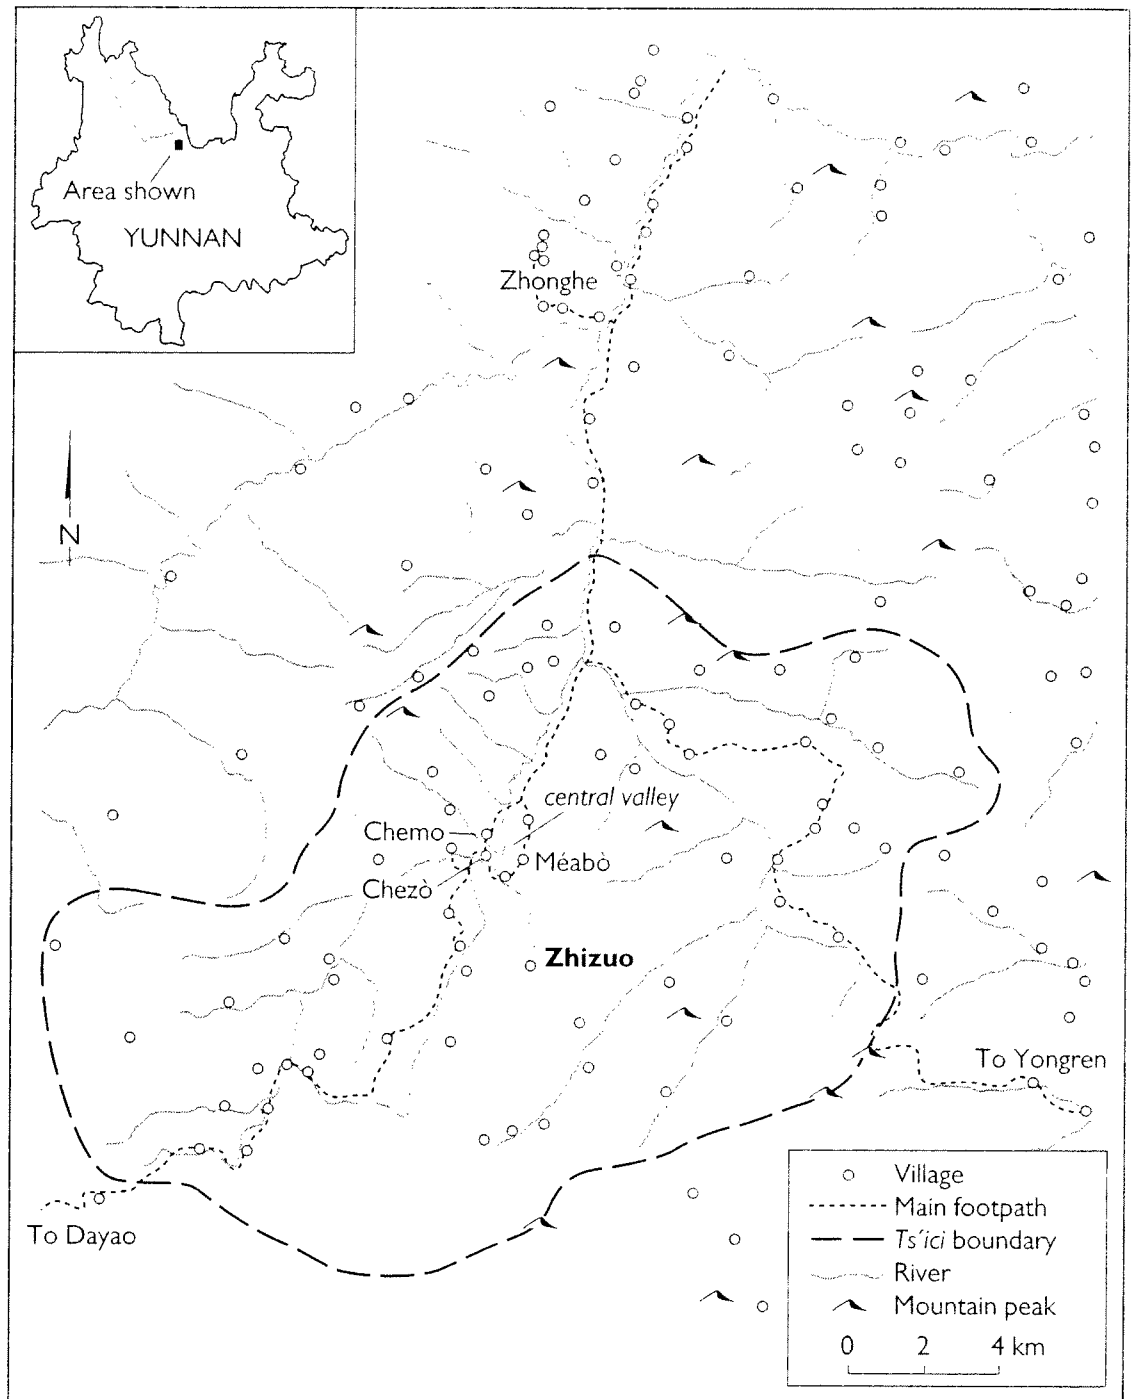 Area shown
YUNNAN
Zhonghe
N
central valley
Chemo
Méabò
Chezò
Zhizuo
To Yongren
To Dayao
Village
Main footpath
Ts'ici boundary
River
Mountain peak
0 2 4 km